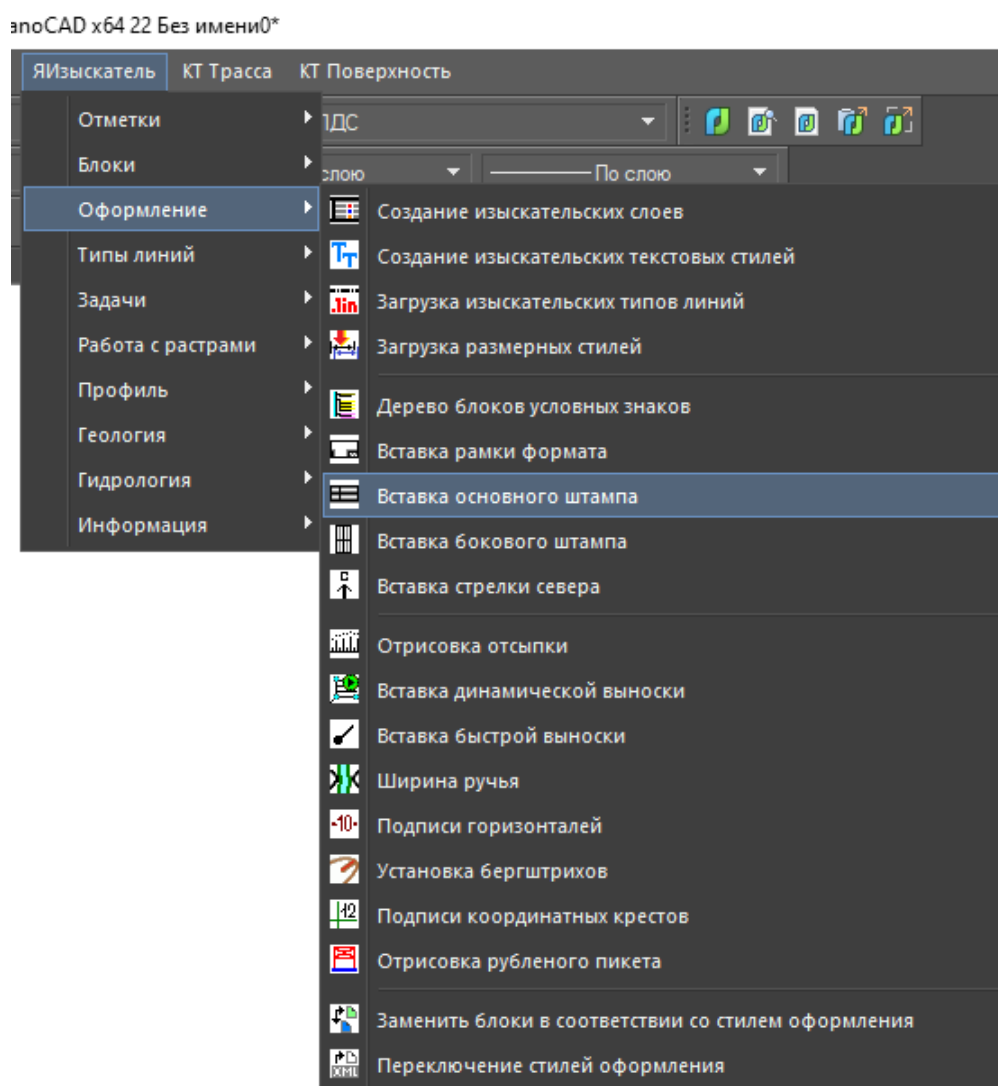 anoCAD x64 22 Без имени0*
ЯИзыскатель КТ Трасса КТ Поверхность
Отметки
Блоки
Оформление
Типы линий
Задачи
Работа с растрами
Профиль
Геология
Гидрология
Информация
ПДС
слою По слою
Создание изыскательских слоев
Создание изыскательских текстовых стилей
Загрузка изыскательских типов линий
Загрузка размерных стилей
Дерево блоков условных знаков
Вставка рамки формата
Вставка основного штампа
Вставка бокового штампа
Вставка стрелки севера
Отрисовка отсыпки
Вставка динамической выноски
Вставка быстрой выноски
Ширина ручья
Подписи горизонталей
Установка бергштрихов
Подписи координатных крестов
Отрисовка рубленого пикета
Заменить блоки в соответствии со стилем оформления
Переключение стилей оформления